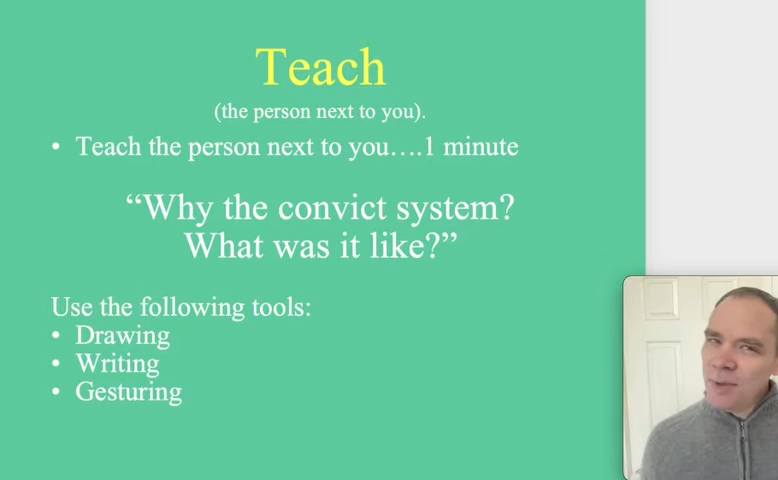 Teach
(the person next to you).
• Teach the person next to you….1 minute
“Why the convict system?
What was it like?”
Use the following tools:
• Drawing
• Writing
• Gesturing